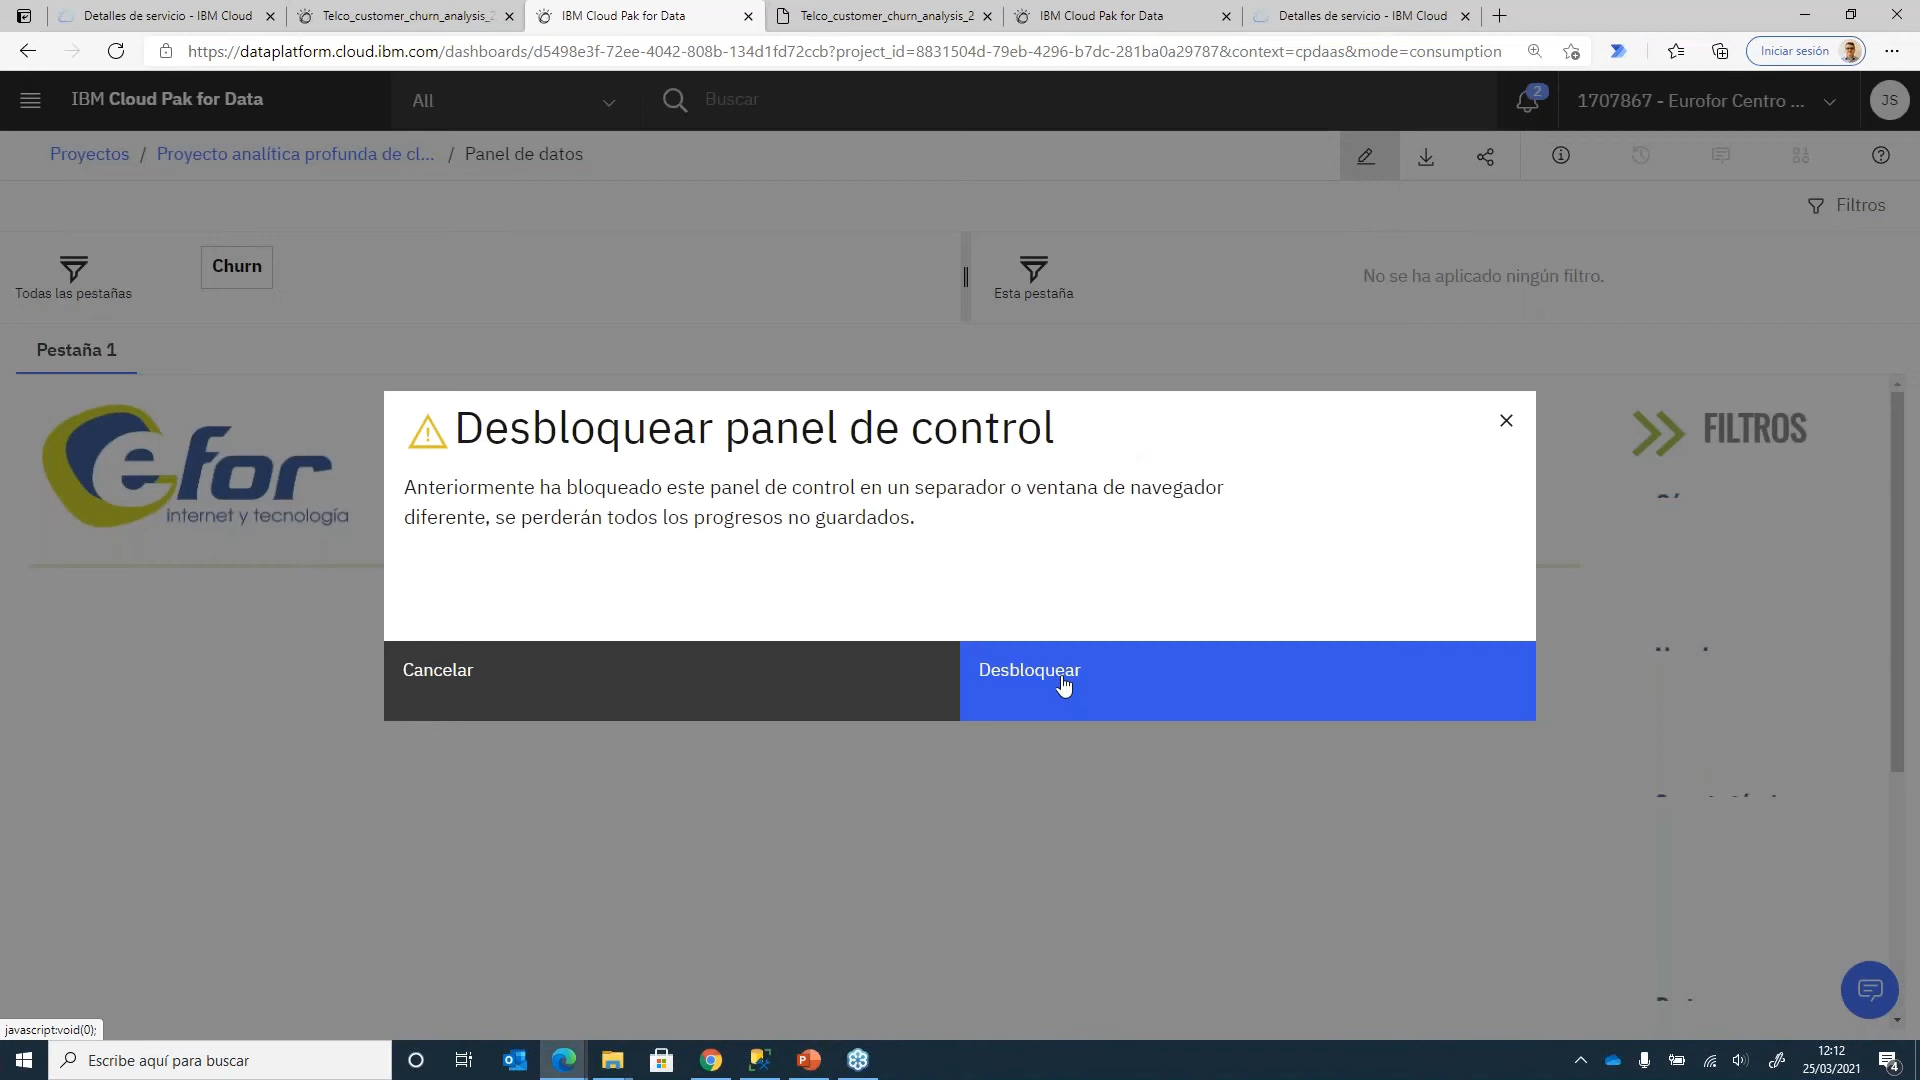 Detalles de servicio - IBM Cloud
Telco_customer_churn_analysis_2
IBM Cloud Pak for Data
Telco_customer_churn_analysis_2
IBM Cloud Pak for Data
Detalles de servicio - IBM Cloud
https://dataplatform.cloud.ibm.com/dashboards/d5498e3f-72ee-4042-808b-134d1fd72ccb?project_id=8831504d-79eb-4296-b7dc-281ba0a29787&context=cpdaas&mode=consumption
Iniciar sesión
IBM Cloud Pak for Data
All
Buscar
2
1707867 - Eurofor Centro ...
JS
Proyectos / Proyecto analítica profunda de cl... / Panel de datos
Filtros
Todas las pestañas
Churn
Esta pestaña
No se ha aplicado ningún filtro.
Pestaña 1
efor
internet y tecnología
FILTROS
Desbloquear panel de control
Anteriormente ha bloqueado este panel de control en un separador o ventana de navegador
diferente, se perderán todos los progresos no guardados.
Cancelar
Desbloquear
javascript:void(0);
Escribe aquí para buscar
12:12
25/03/2021
4